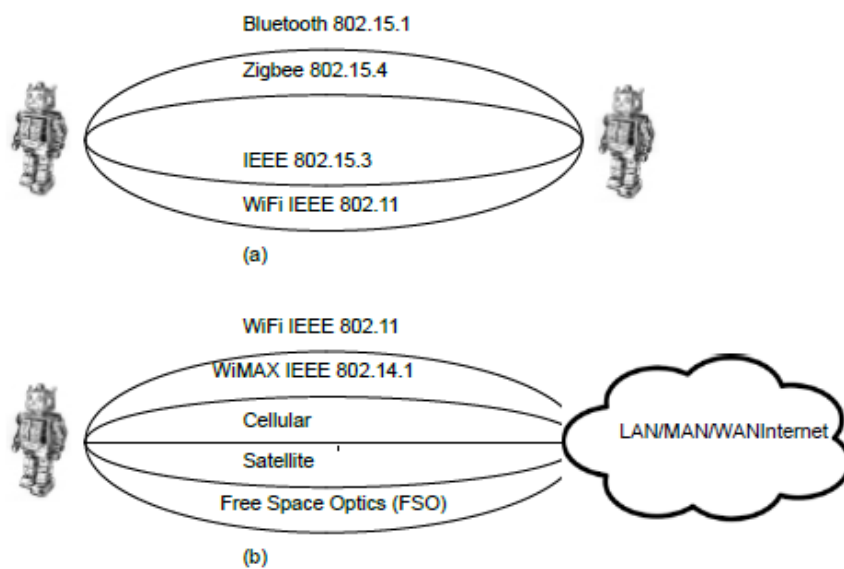 Bluetooth 802.15.1
Zigbee 802.15.4
IEEE 802.15.3
WiFi IEEE 802.11
(a)
WiFi IEEE 802.11
WiMAX IEEE 802.14.1
Cellular
LAN/MAN/WANInternet
Satellite
Free Space Optics (FSO)
(b)